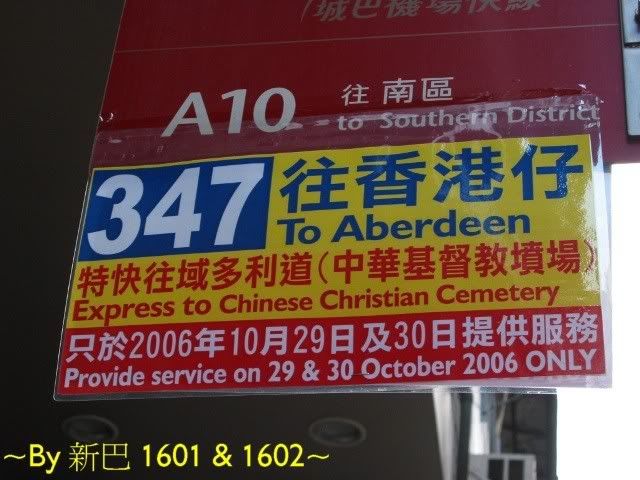 城巴機場快線
A10 往 南區
to Southern District
347 往香港仔
To Aberdeen
特快往域多利道(中華基督教墳場)
Express to Chinese Christian Cemetery
只於2006年10月29日及30日提供服務
Provide service on 29 & 30 October 2006 ONLY
~By 新巴 1601 & 1602~